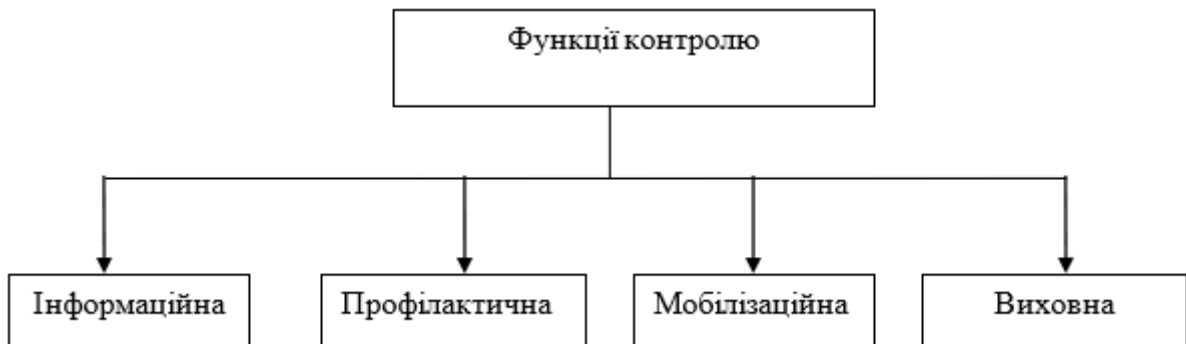 Функції контролю
Інформаційна
Профілактична
Мобілізаційна
Виховна